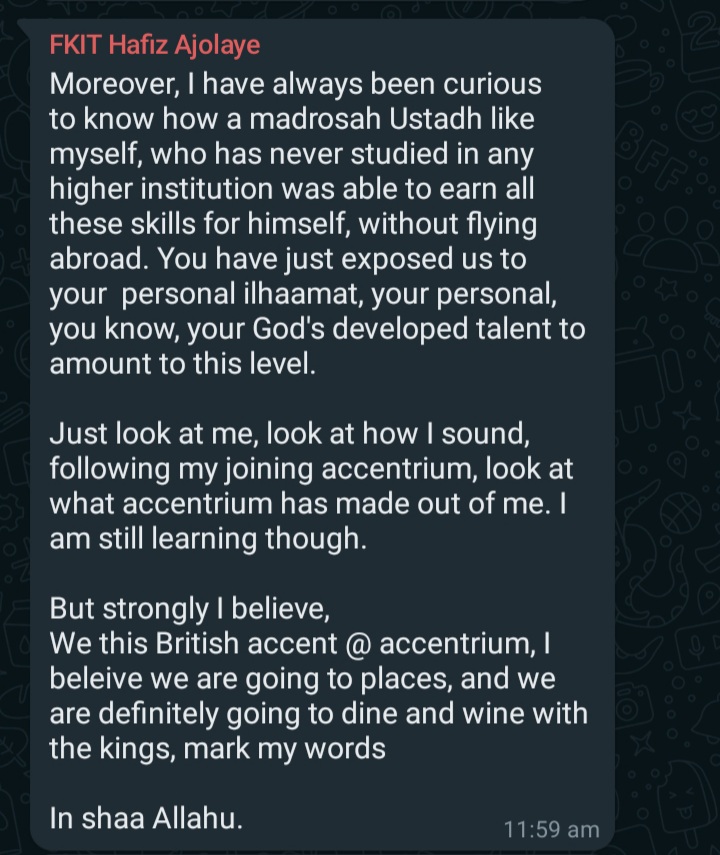 FKIT Hafiz Ajolaye
Moreover, I have always been curious
to know how a madrosah Ustadh like
myself, who has never studied in any
higher institution was able to earn all
these skills for himself, without flying
abroad. You have just exposed us to
your  personal ilhaamat, your personal,
you know, your God's developed talent to
amount to this level.

Just look at me, look at how I sound,
following my joining accentrium, look at
what accentrium has made out of me. I
am still learning though.

But strongly I believe,
We this British accent @ accentrium, I
beleive we are going to places, and we
are definitely going to dine and wine with
the kings, mark my words

In shaa Allahu.
11:59 am